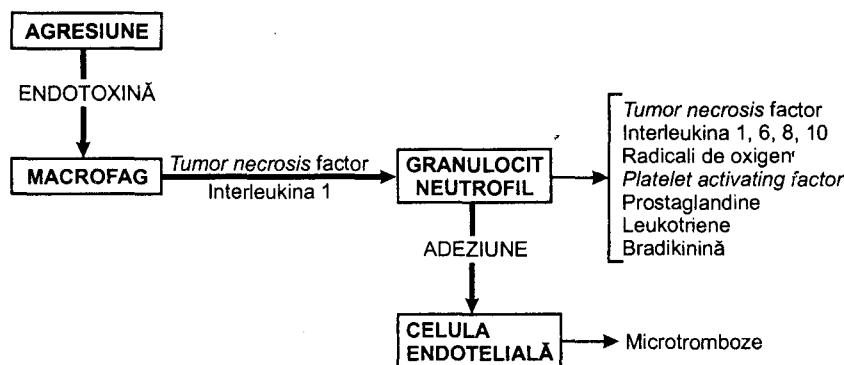 AGRESIUNE
ENDOTOXINĂ
MACROFAG
Tumor necrosis factor
Interleukina 1
GRANULOCIT
NEUTROFIL
Tumor necrosis factor
Interleukina 1, 6, 8, 10
Radicali de oxigen
Platelet activating factor
Prostaglandine
Leukotriene
Bradikinină
ADEZIUNE
CELULA
ENDOTELIALĂ
Microtromboze